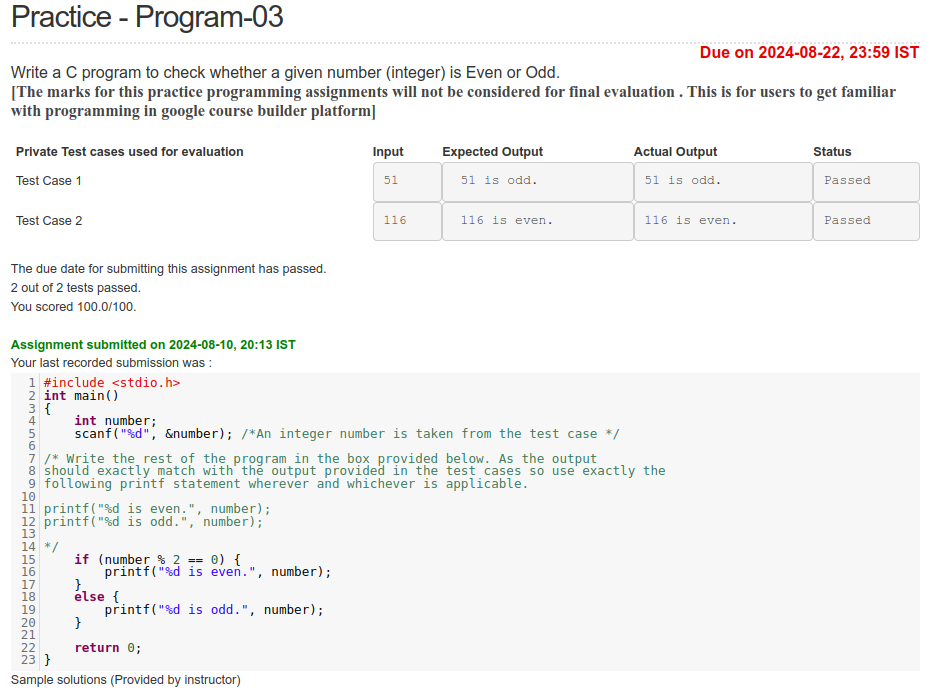 Practice - Program-03
Due on 2024-08-22, 23:59 IST
Write a C program to check whether a given number (integer) is Even or Odd.
[The marks for this practice programming assignments will not be considered for final evaluation . This is for users to get familiar
with programming in google course builder platform]
Private Test cases used for evaluation Input Expected Output Actual Output Status
Test Case 1 51 51 is odd. 51 is odd. Passed
Test Case 2 116 116 is even. 116 is even. Passed
The due date for submitting this assignment has passed.
2 out of 2 tests passed.
You scored 100.0/100.
Assignment submitted on 2024-08-10, 20:13 IST
Your last recorded submission was :
1 #include <stdio.h>
2 int main()
3 {
4     int number;
5     scanf("%d", &number); /*An integer number is taken from the test case */
6
7 /* Write the rest of the program in the box provided below. As the output
8 should exactly match with the output provided in the test cases so use exactly the
9 following printf statement wherever and whichever is applicable.
10
11 printf("%d is even.", number);
12 printf("%d is odd.", number);
13
14 */
15     if (number % 2 == 0) {
16         printf("%d is even.", number);
17     }
18     else {
19         printf("%d is odd.", number);
20     }
21
22     return 0;
23 }
Sample solutions (Provided by instructor)